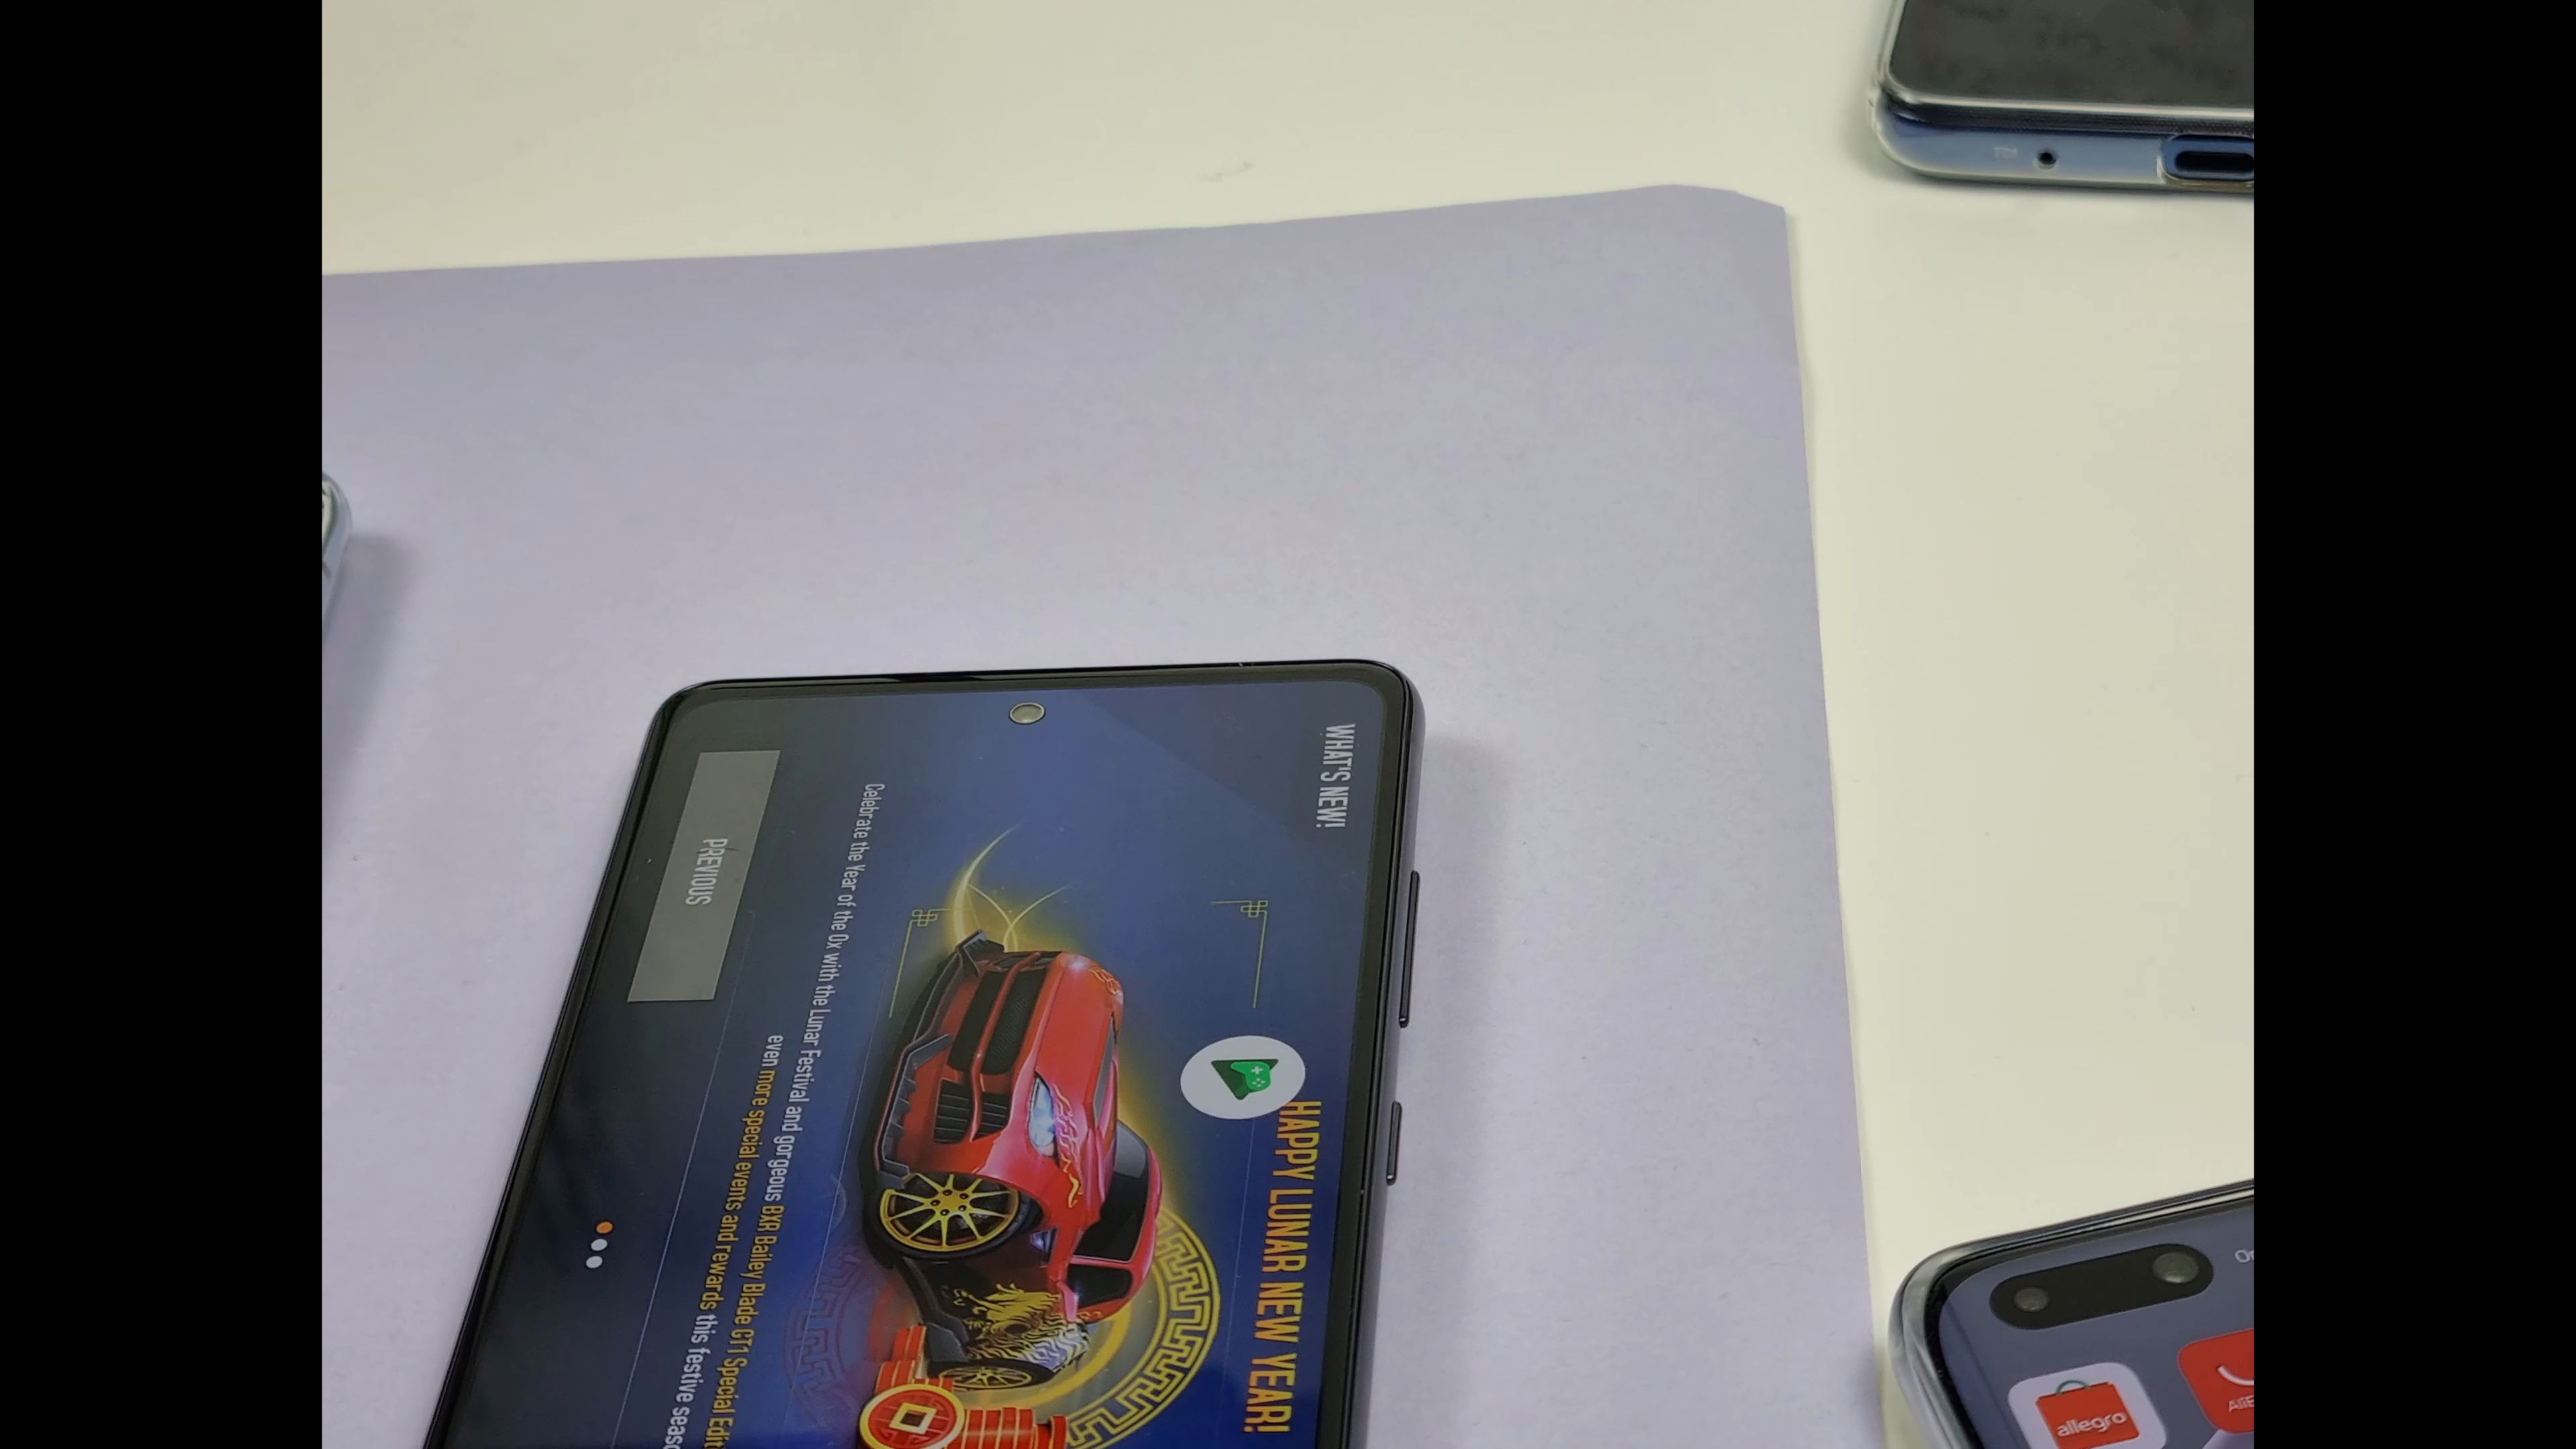 WHAT'S NEW!
HAPPY LUNAR NEW YEAR!
Celebrate the Year of the Ox with the Lunar Festival and gorgeous BXR Bailey Blade GT1 Special Edit
even more special events and rewards this festive seas
PREVIOUS
allegro